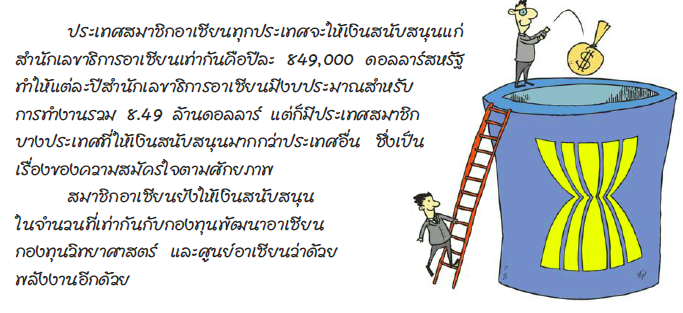 ประเทศสมาชิกอาเซียนทุกประเทศจะให้เงินสนับสนุนแก่
สำนักเลขาธิการอาเซียนเท่ากันคือปีละ 849,000 ดอลลาร์สหรัฐ
ทำให้แต่ละปีสำนักเลขาธิการอาเซียนมีงบประมาณสำหรับ
การทำงานรวม 8.49 ล้านดอลลาร์ แต่ก็มีประเทศสมาชิก
บางประเทศที่ให้เงินสนับสนุนมากกว่าประเทศอื่น ซึ่งเป็น
เรื่องของความสมัครใจตามศักยภาพ
สมาชิกอาเซียนยังให้เงินสนับสนุน
ในจำนวนที่เท่ากันกับกองทุนพัฒนาอาเซียน
กองทุนวิทยาศาสตร์ และศูนย์อาเซียนว่าด้วย
พลังงานอีกด้วย
$